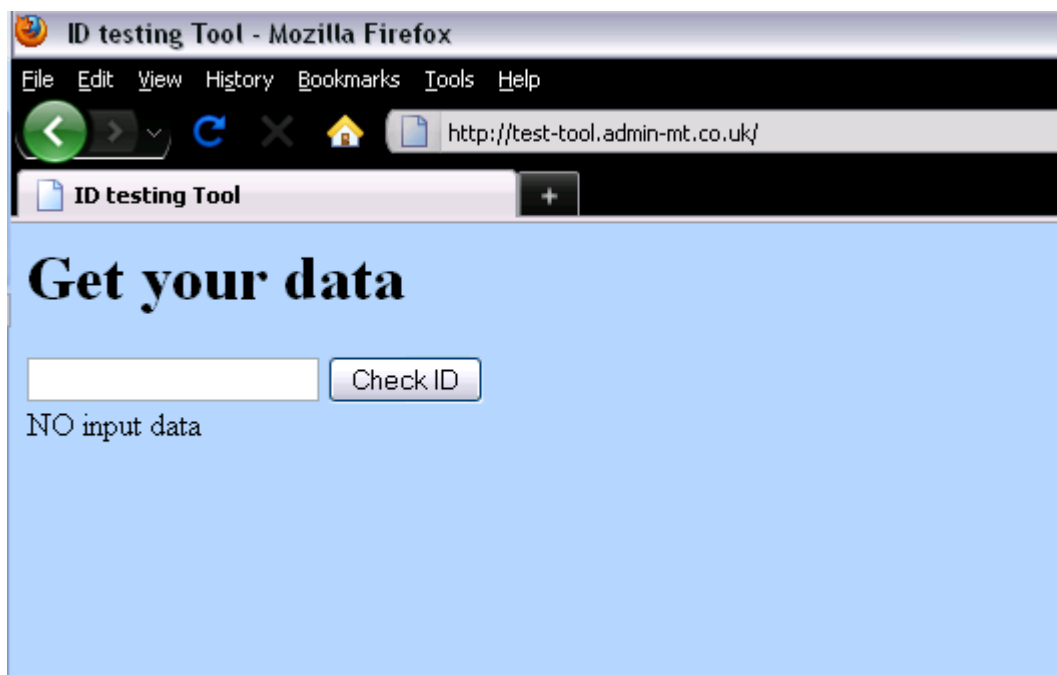 ID testing Tool - Mozilla Firefox
File Edit View History Bookmarks Tools Help
http://test-tool.admin-mt.co.uk/
ID testing Tool
Get your data
Check ID
NO input data